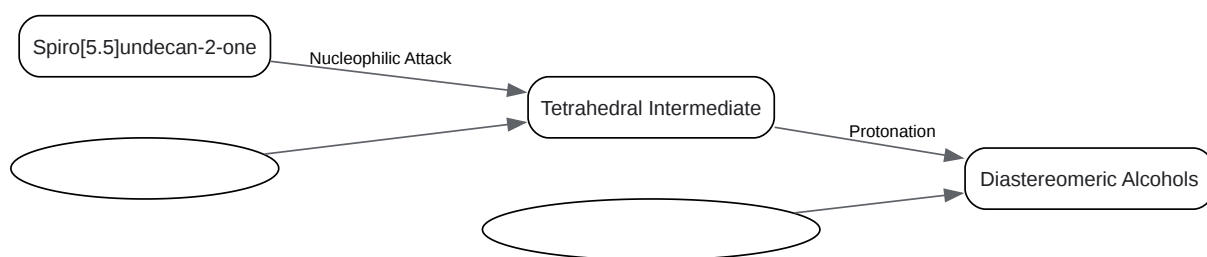 Spiro[5.5]undecan-2-one
Nucleophilic Attack
Tetrahedral Intermediate
Protonation
Diastereomeric Alcohols